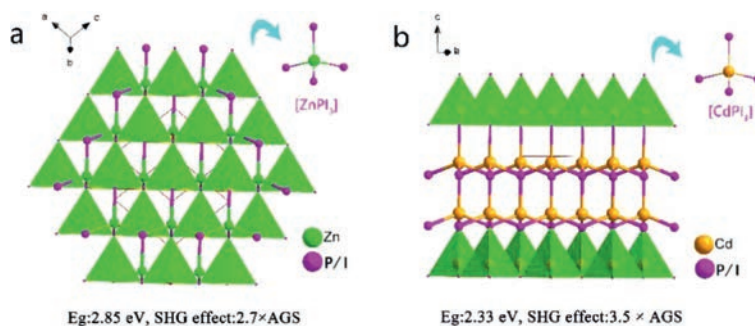 a
a c
b
[ZnPI₃]
Zn
P/I
Eg:2.85 eV, SHG effect:2.7×AGS
b
c
[CdPI₃]
Cd
P/I
Eg:2.33 eV, SHG effect:3.5 × AGS